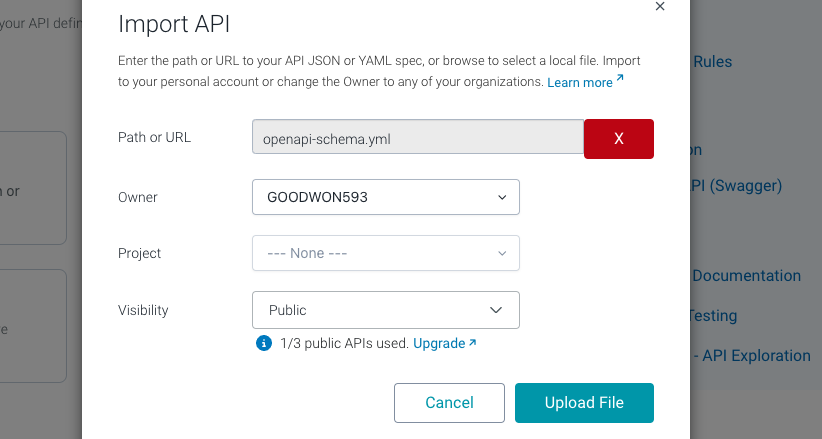 Import API
×
your API defin
Enter the path or URL to your API JSON or YAML spec, or browse to select a local file. Import
to your personal account or change the Owner to any of your organizations. Learn more
Rules
Path or URL
openapi-schema.yml
X
on
n or
PI (Swagger)
Owner
GOODWON593
Project
--- None ---
Documentation
Visibility
Public
Testing
e
1/3 public APIs used. Upgrade
- API Exploration
Cancel
Upload File